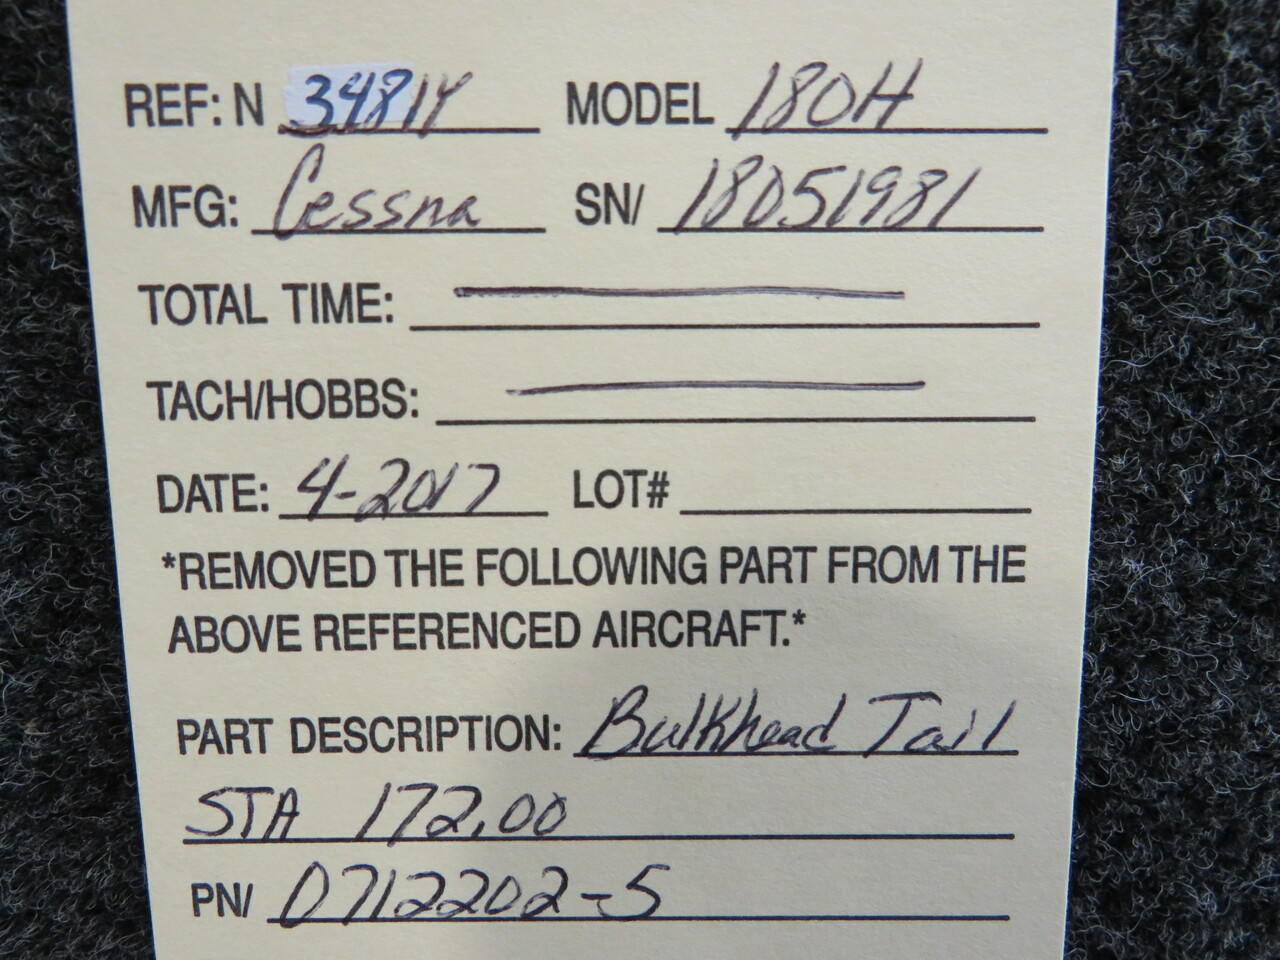 REF: N 34814 MODEL 180H
MFG: Cessna SN/ 18051981
TOTAL TIME:
TACH/HOBBS:
DATE: 4-2017 LOT#
*REMOVED THE FOLLOWING PART FROM THE
ABOVE REFERENCED AIRCRAFT.*
PART DESCRIPTION: Bulkhead Tail
STA 172.00
PN/ 0712202-5